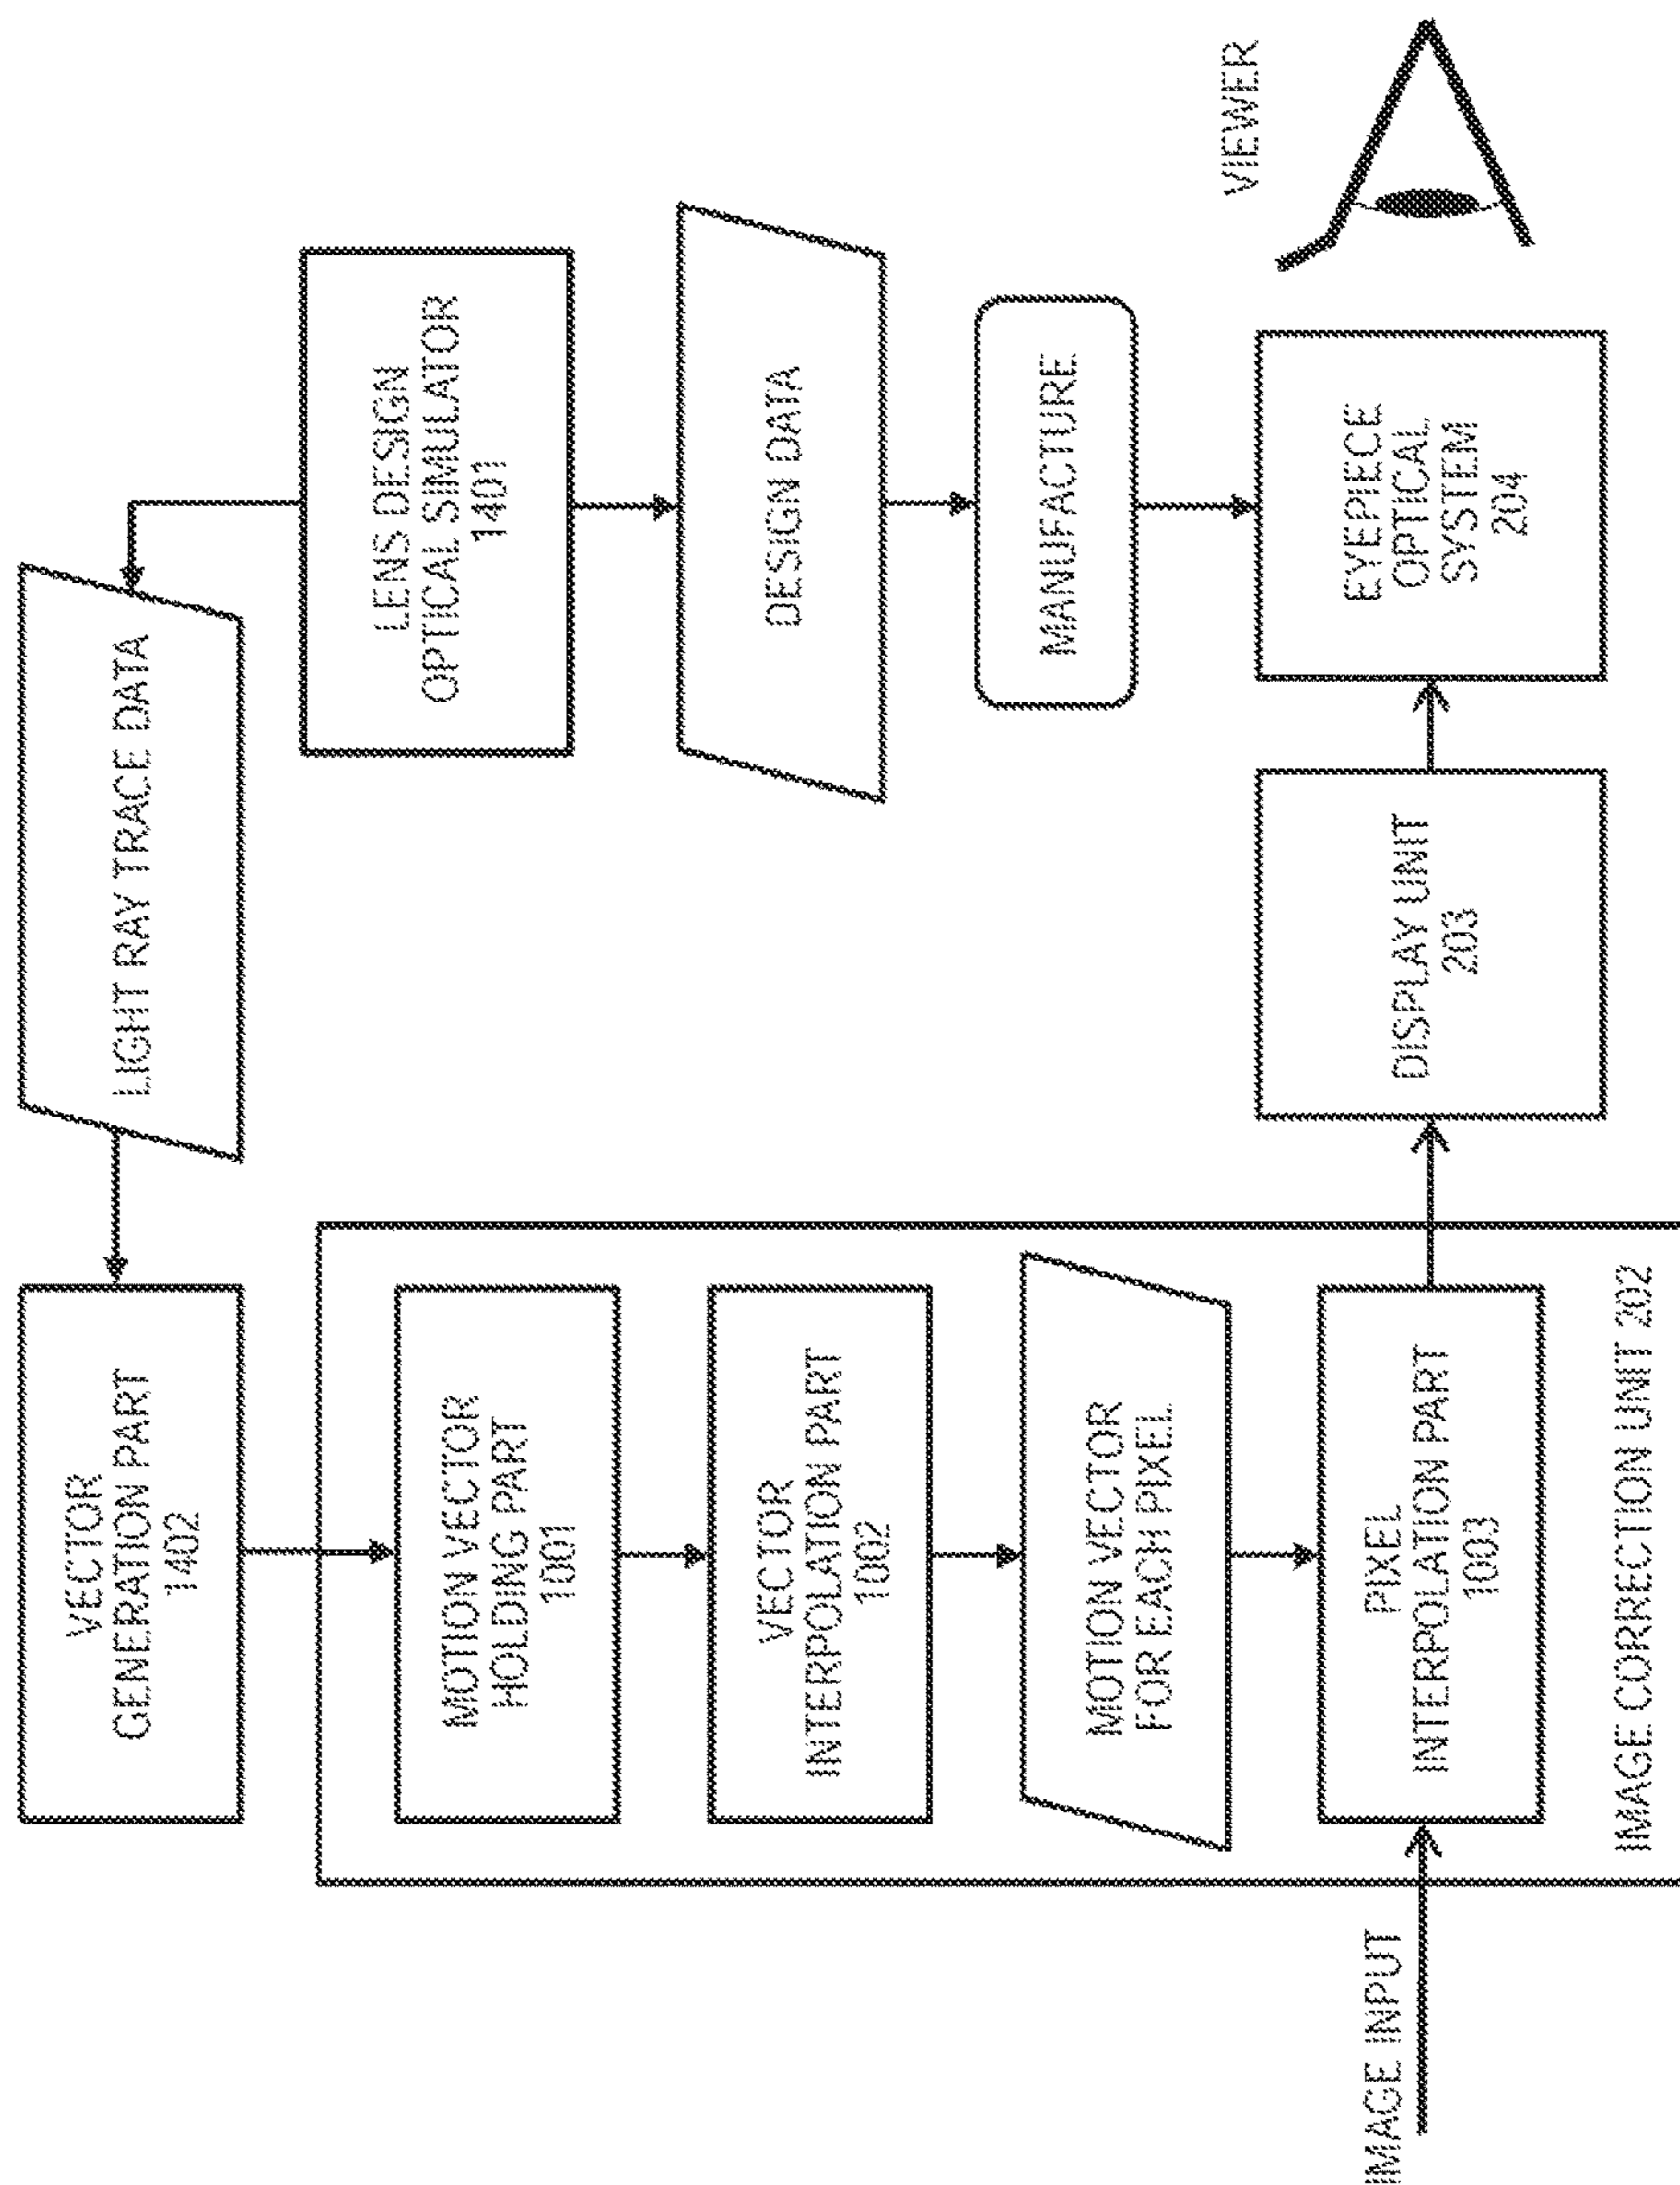 VECTOR
GENERATION PART
1402
LIGHT RAY TRACE DATA
LENS DESIGN
OPTICAL SIMULATOR
1401
MOTION VECTOR
HOLDING PART
1001
VECTOR
INTERPOLATION PART
1002
DESIGN DATA
MOTION VECTOR
FOR EACH PIXEL
MANUFACTURE
IMAGE INPUT
PIXEL
INTERPOLATION PART
1003
DISPLAY UNIT
203
EYEPIECE
OPTICAL
SYSTEM
204
VIEWER
IMAGE CORRECTION UNIT 202